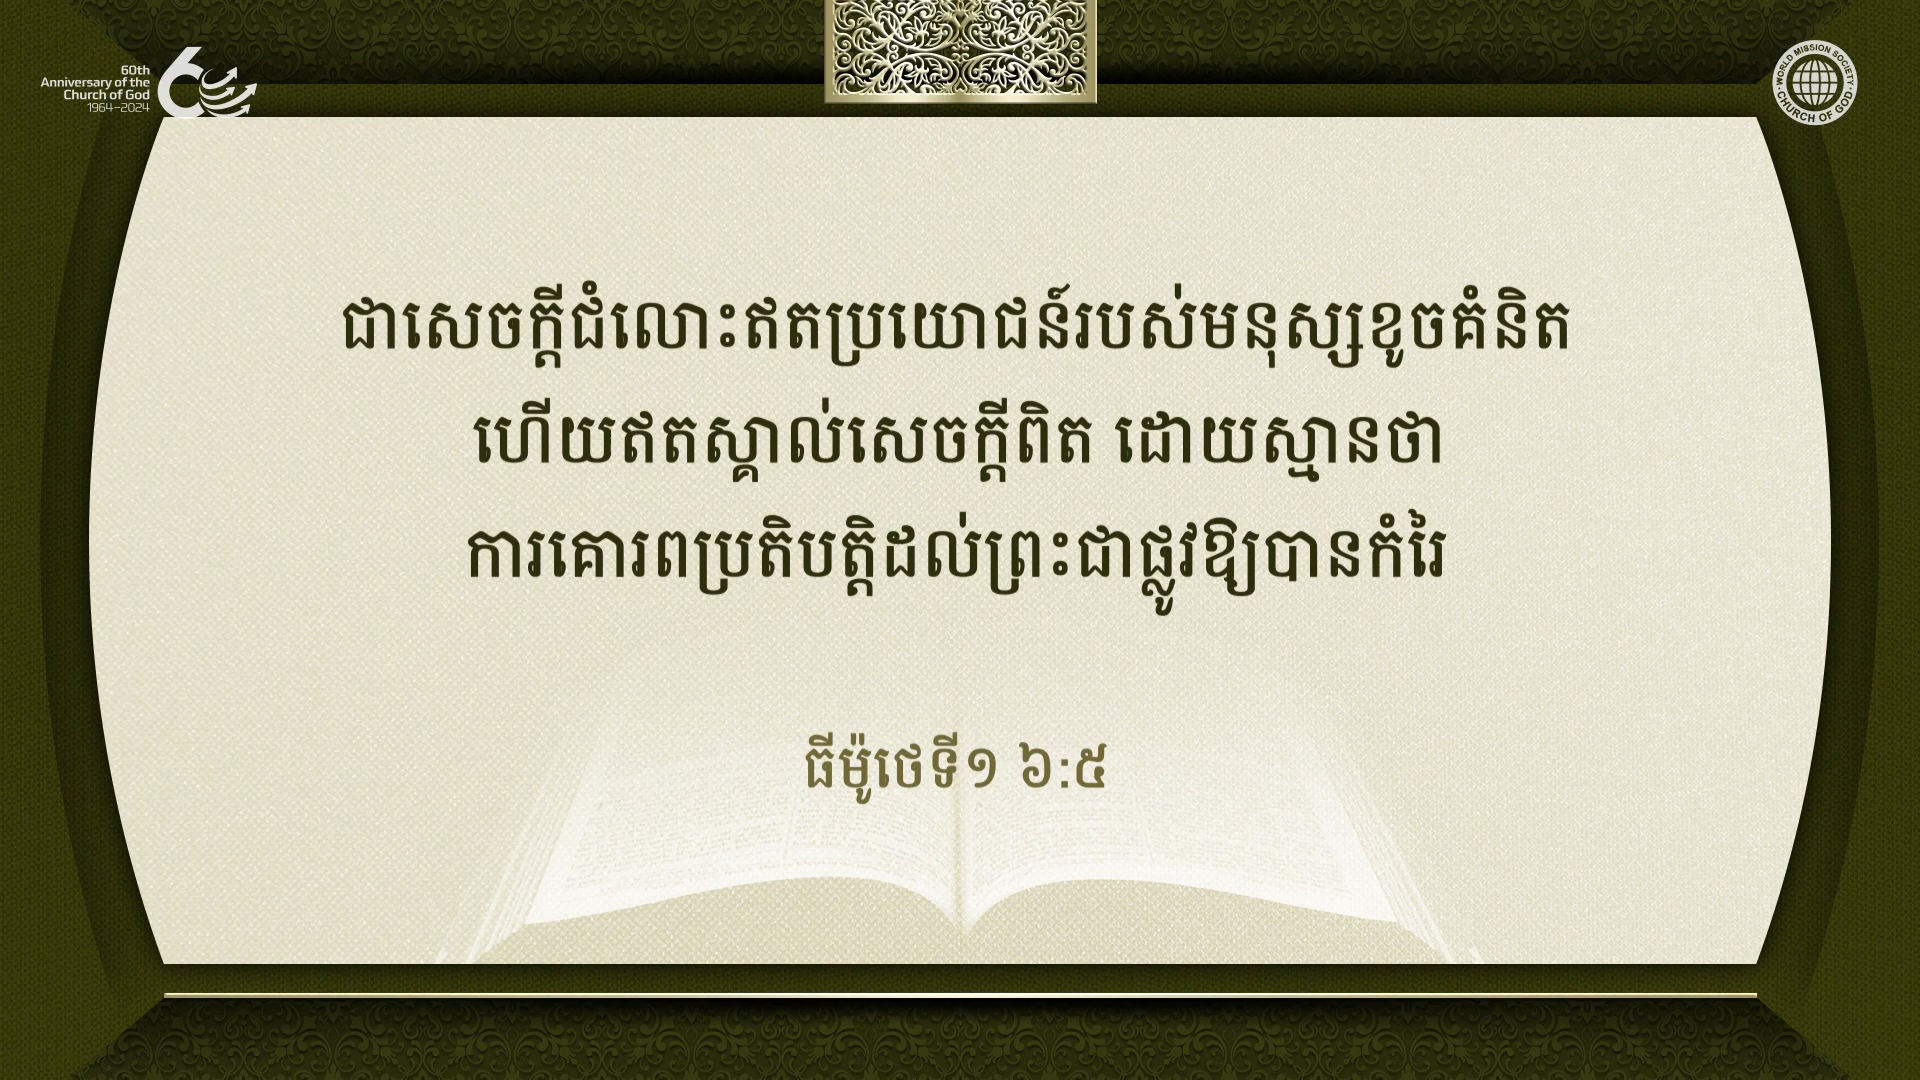 60th
Anniversary of the
Church of God
1964–2024
WORLD MISSION SOCIETY
CHURCH OF GOD
ជាសេចក្ដីជំលោះឥតប្រយោជន៍របស់មនុស្សខូចគំនិត
ហើយឥតស្គាល់សេចក្ដីពិត ដោយស្មានថា
ការគោរពប្រតិបត្តិដល់ព្រះជាផ្លូវឱ្យបានកំរៃ
ធីម៉ូថេទី១ ៦:៥